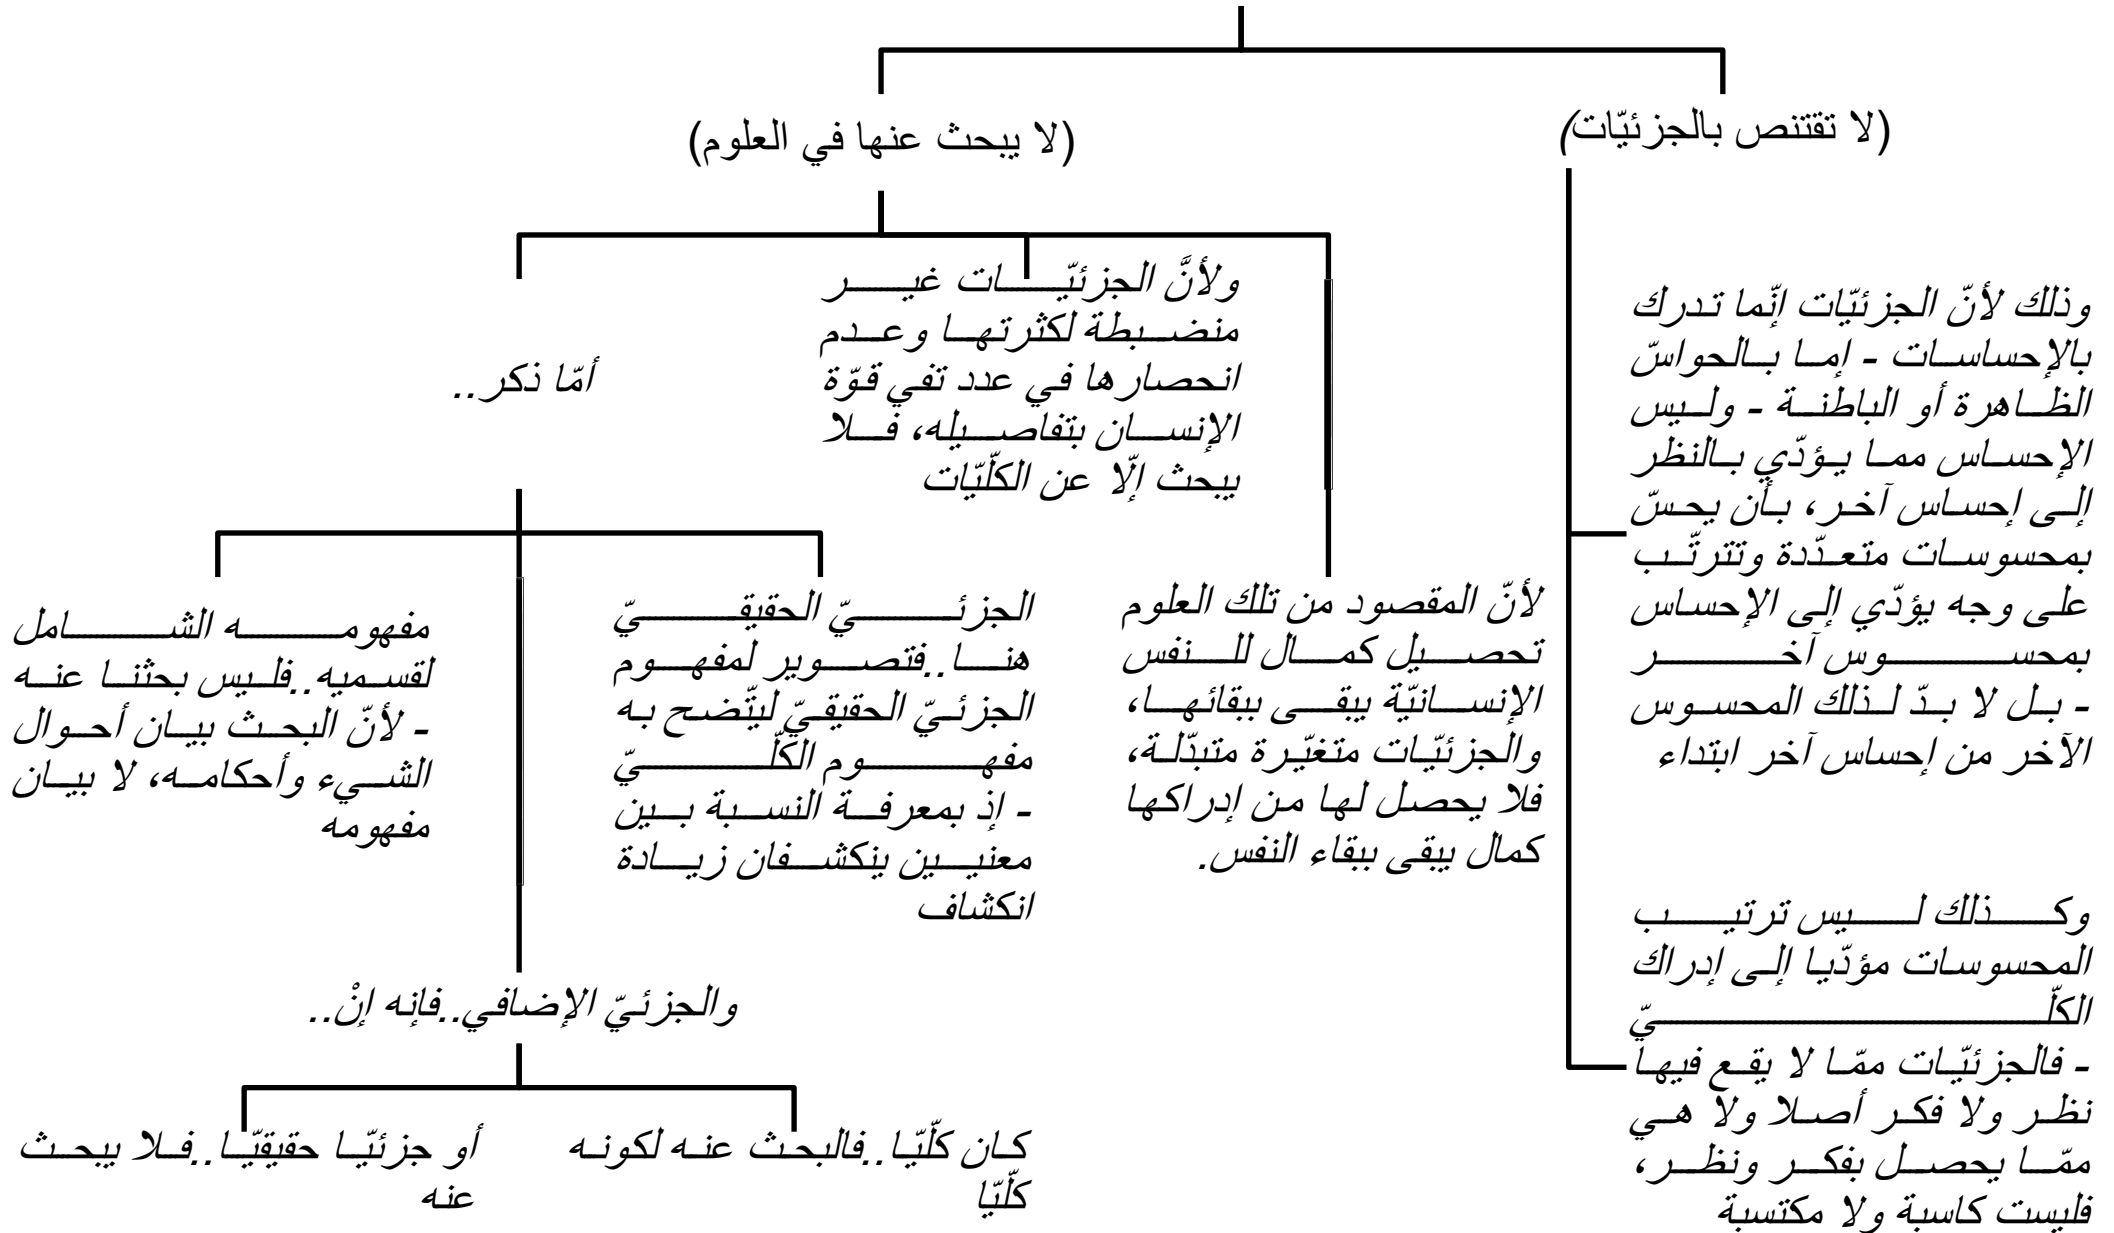 (لا تقتنص بالجزئيّات)
وذلك لأنّ الجزئيّات إنّما تدرك
بالإحساسات - إما بالحواسّ
الظاهرة أو الباطنة - وليس
الإحساس مما يؤدّي بالنظر
إلى إحساس آخر، بأن يحسّ
بمحسوسات متعدّدة وتترتّب
على وجه يؤدّي إلى الإحساس
بمحسوس آخر
- بل لا بدّ لذلك المحسوس
الآخر من إحساس آخر ابتداء
وكذلك ليس ترتيب
المحسوسات مؤدّيا إلى إدراك
الكلّيّ
- فالجزئيّات ممّا لا يقع فيها
نظر ولا فكر أصلا ولا هي
ممّا يحصل بفكر ونظر،
فليست كاسبة ولا مكتسبة
(لا يبحث عنها في العلوم)
لأنّ المقصود من تلك العلوم
تحصيل كمال للنفس
الإنسانيّة يبقى ببقائها،
والجزئيّات متغيّرة متبدّلة،
فلا يحصل لها من إدراكها
كمال يبقى ببقاء النفس.
ولأنَّ الجزئيّات غير
منضبطة لكثرتها وعدم
انحصارها في عدد تفي قوّة
الإنسان بتفاصيله، فلا
يبحث إلّا عن الكلّيّات
أمّا ذكر..
الجزئيّ الحقيقيّ
هنا..فتصوير لمفهوم
الجزئيّ الحقيقيّ ليتّضح به
مفهوم الكلّيّ
- إذ بمعرفة النسبة بين
معنيين ينكشفان زيادة
انكشاف
والجزئيّ الإضافي..فإنه إنْ..
كان كلّيّا..فالبحث عنه لكونه
كلّيّا
أو جزئيّا حقيقيّا..فلا يبحث
عنه
مفهومه الشامل
لقسميه..فليس بحثنا عنه
- لأنّ البحث بيان أحوال
الشيء وأحكامه، لا بيان
مفهومه